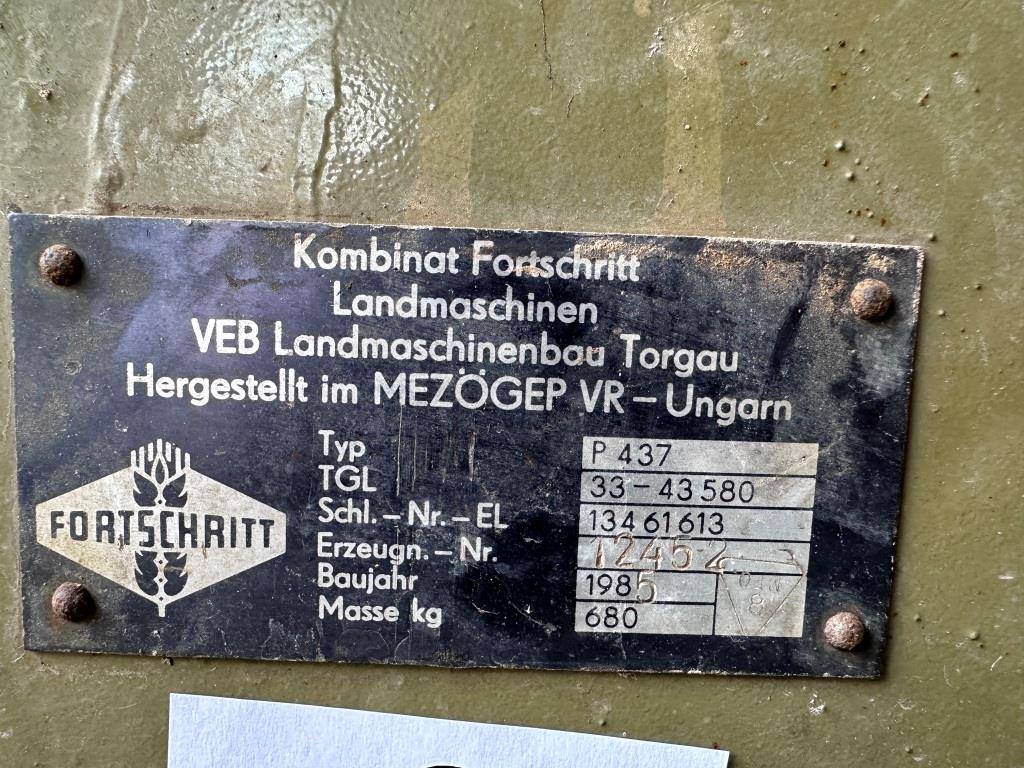 Kombinat Fortschritt
Landmaschinen
VEB Landmaschinenbau Torgau
Hergestellt im MEZÖGEP VR – Ungarn
FORTSCHRITT
Typ P 437
TGL 33-43 580
Schl. – Nr. – EL 134 61 613
Erzeugn. – Nr. 12452
Baujahr 1985
Masse kg 680